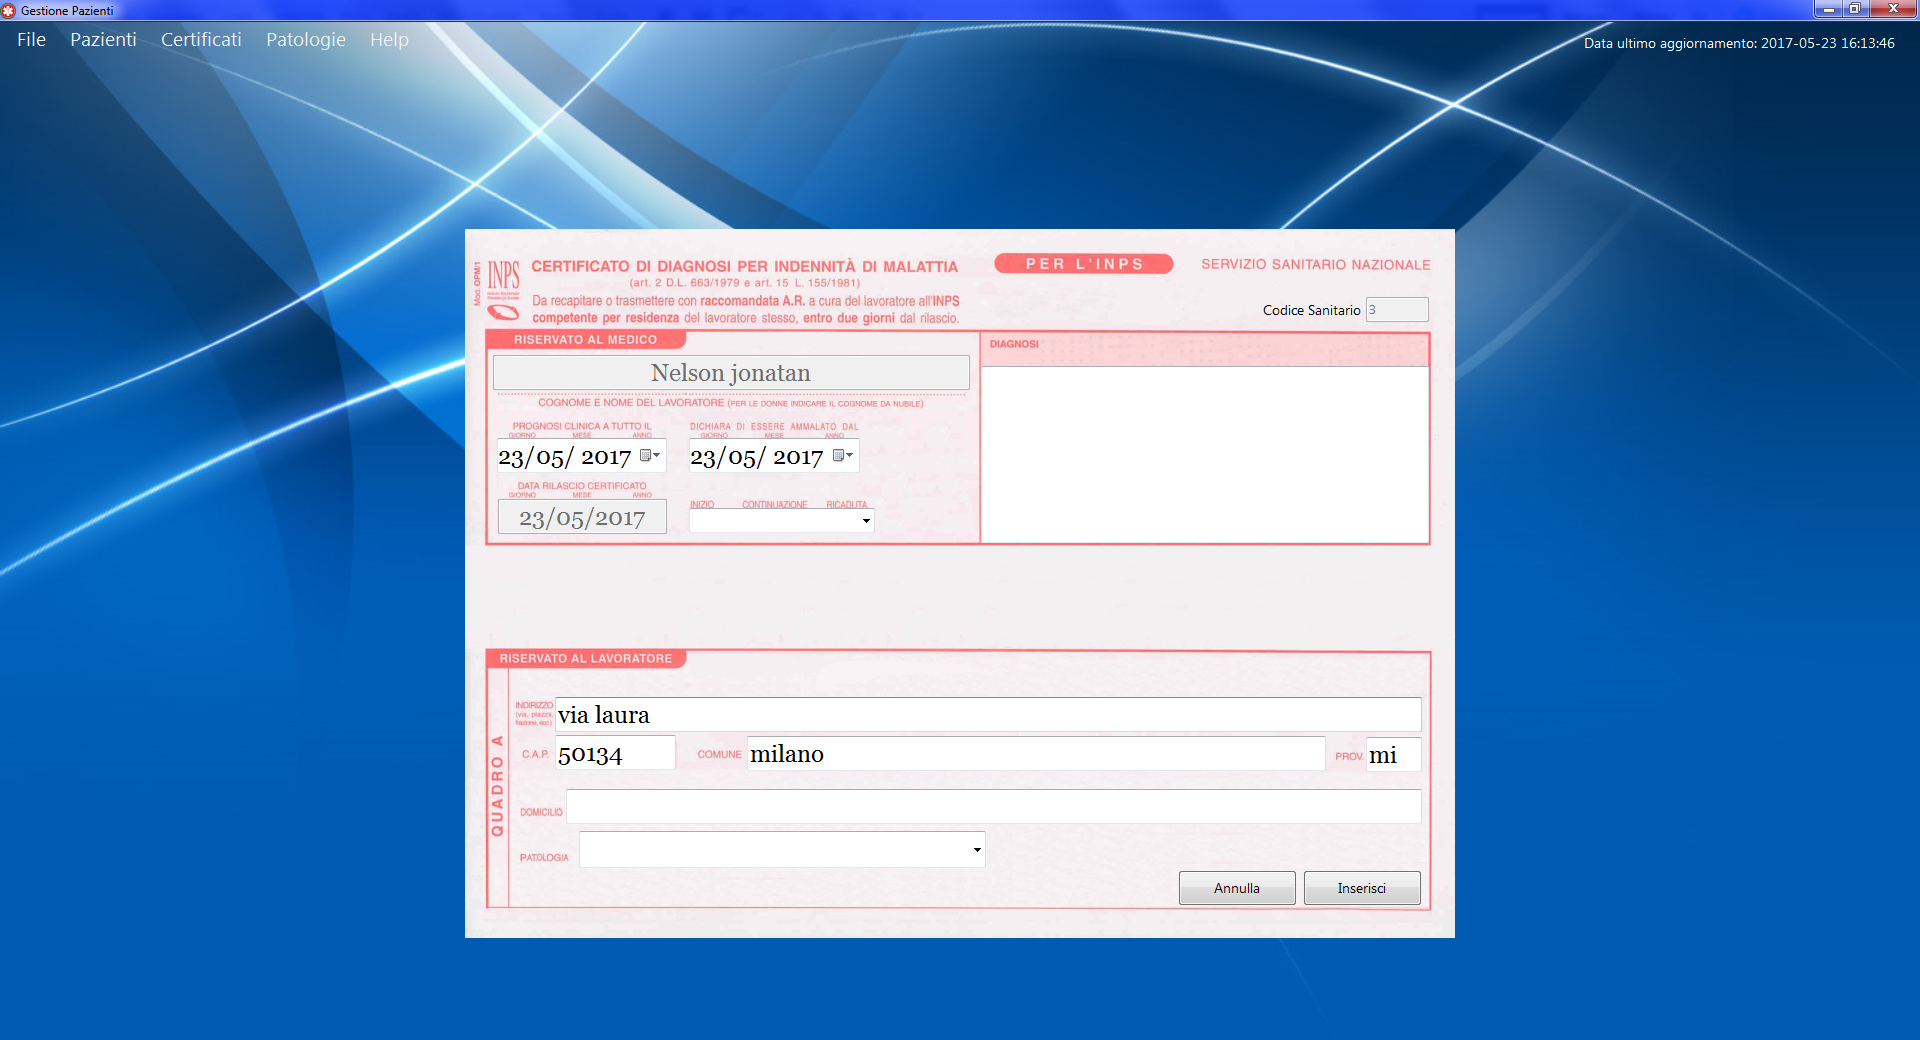 Gestione Pazienti
File Pazienti Certificati Patologie Help
Data ultimo aggiornamento: 2017-05-23 16:13:46
Mod. OPM/1
INPS
CERTIFICATO DI DIAGNOSI PER INDENNITÀ DI MALATTIA
(art. 2 D.L. 663/1979 e art. 15 L. 155/1981)
Da recapitare o trasmettere con raccomandata A.R. a cura del lavoratore all'INPS
competente per residenza del lavoratore stesso, entro due giorni dal rilascio.
PER L'INPS
SERVIZIO SANITARIO NAZIONALE
Codice Sanitario 3
RISERVATO AL MEDICO
DIAGNOSI
Nelson jonatan
COGNOME E NOME DEL LAVORATORE (PER LE DONNE INDICARE IL COGNOME DA NUBILE)
PROGNOSI CLINICA A TUTTO IL
GIORNO MESE ANNO
23/05/ 2017
DICHIARA DI ESSERE AMMALATO DAL
GIORNO MESE ANNO
23/05/ 2017
DATA RILASCIO CERTIFICATO
GIORNO MESE ANNO
23/05/2017
INIZIO CONTINUAZIONE RICADUTA
RISERVATO AL LAVORATORE
QUADRO A
INDIRIZZO
(via, piazza,
frazione, ecc.)
via laura
C.A.P. 50134
COMUNE milano
PROV. mi
DOMICILIO
PATOLOGIA
Annulla
Inserisci